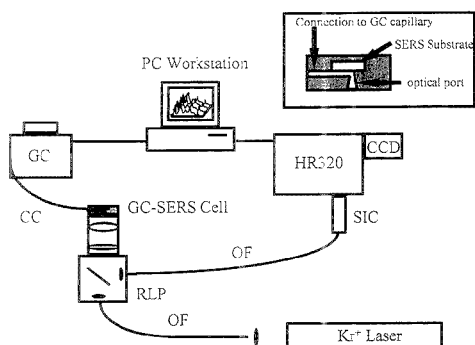 Connection to GC capillary
SERS Substrate
optical port
PC Workstation
GC
HR320
CCD
CC
GC-SERS Cell
SIC
OF
RLP
OF
Kr+ Laser